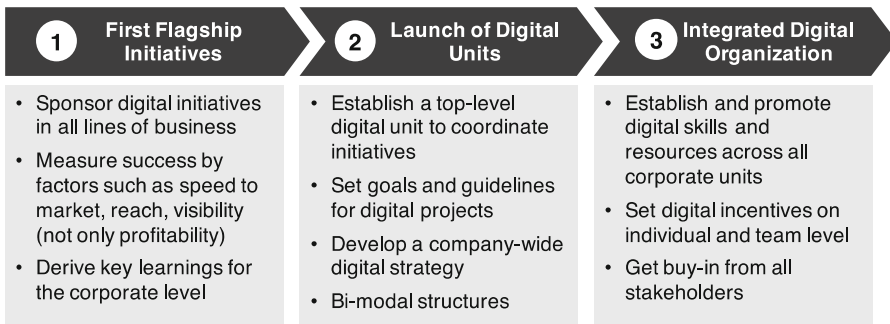 1
First Flagship
Initiatives
• Sponsor digital initiatives
in all lines of business
• Measure success by
factors such as speed to
market, reach, visibility
(not only profitability)
• Derive key learnings for
the corporate level
2
Launch of Digital
Units
• Establish a top-level
digital unit to coordinate
initiatives
• Set goals and guidelines
for digital projects
• Develop a company-wide
digital strategy
• Bi-modal structures
3
Integrated Digital
Organization
• Establish and promote
digital skills and
resources across all
corporate units
• Set digital incentives on
individual and team level
• Get buy-in from all
stakeholders